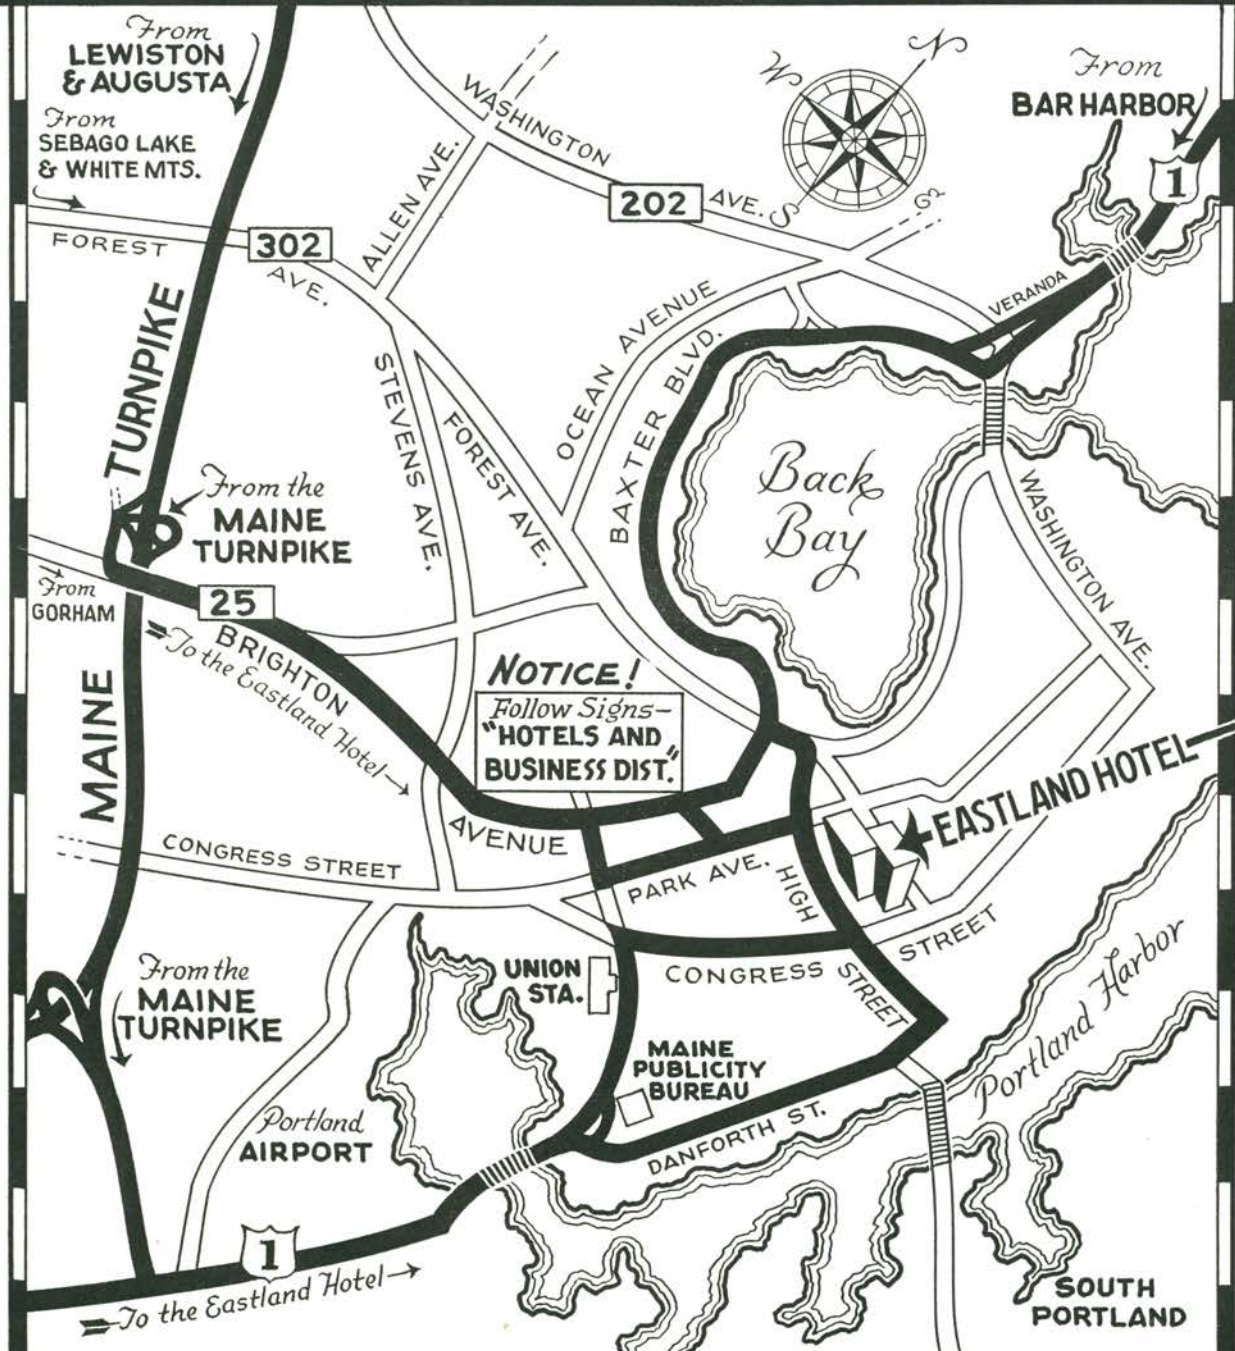 From
LEWISTON
& AUGUSTA
From
SEBAGO LAKE
& WHITE MTS.
FOREST
302
AVE.
ALLEN AVE.
WASHINGTON
202
AVE.
N
W
S
From
BAR HARBOR
1
VERANDA
TURNPIKE
STEVENS AVE.
FOREST AVE.
OCEAN AVENUE
BAXTER BLVD.
Back
Bay
WASHINGTON AVE.
From the
MAINE
TURNPIKE
From
GORHAM
25
BRIGHTON
To the Eastland Hotel
NOTICE!
Follow Signs–
"HOTELS AND
BUSINESS DIST."
MAINE
AVENUE
EASTLAND HOTEL
CONGRESS STREET
PARK AVE.
HIGH
STREET
CONGRESS
STREET
UNION
STA.
From the
MAINE
TURNPIKE
MAINE
PUBLICITY
BUREAU
Portland
AIRPORT
DANFORTH ST.
Portland Harbor
1
To the Eastland Hotel
SOUTH
PORTLAND